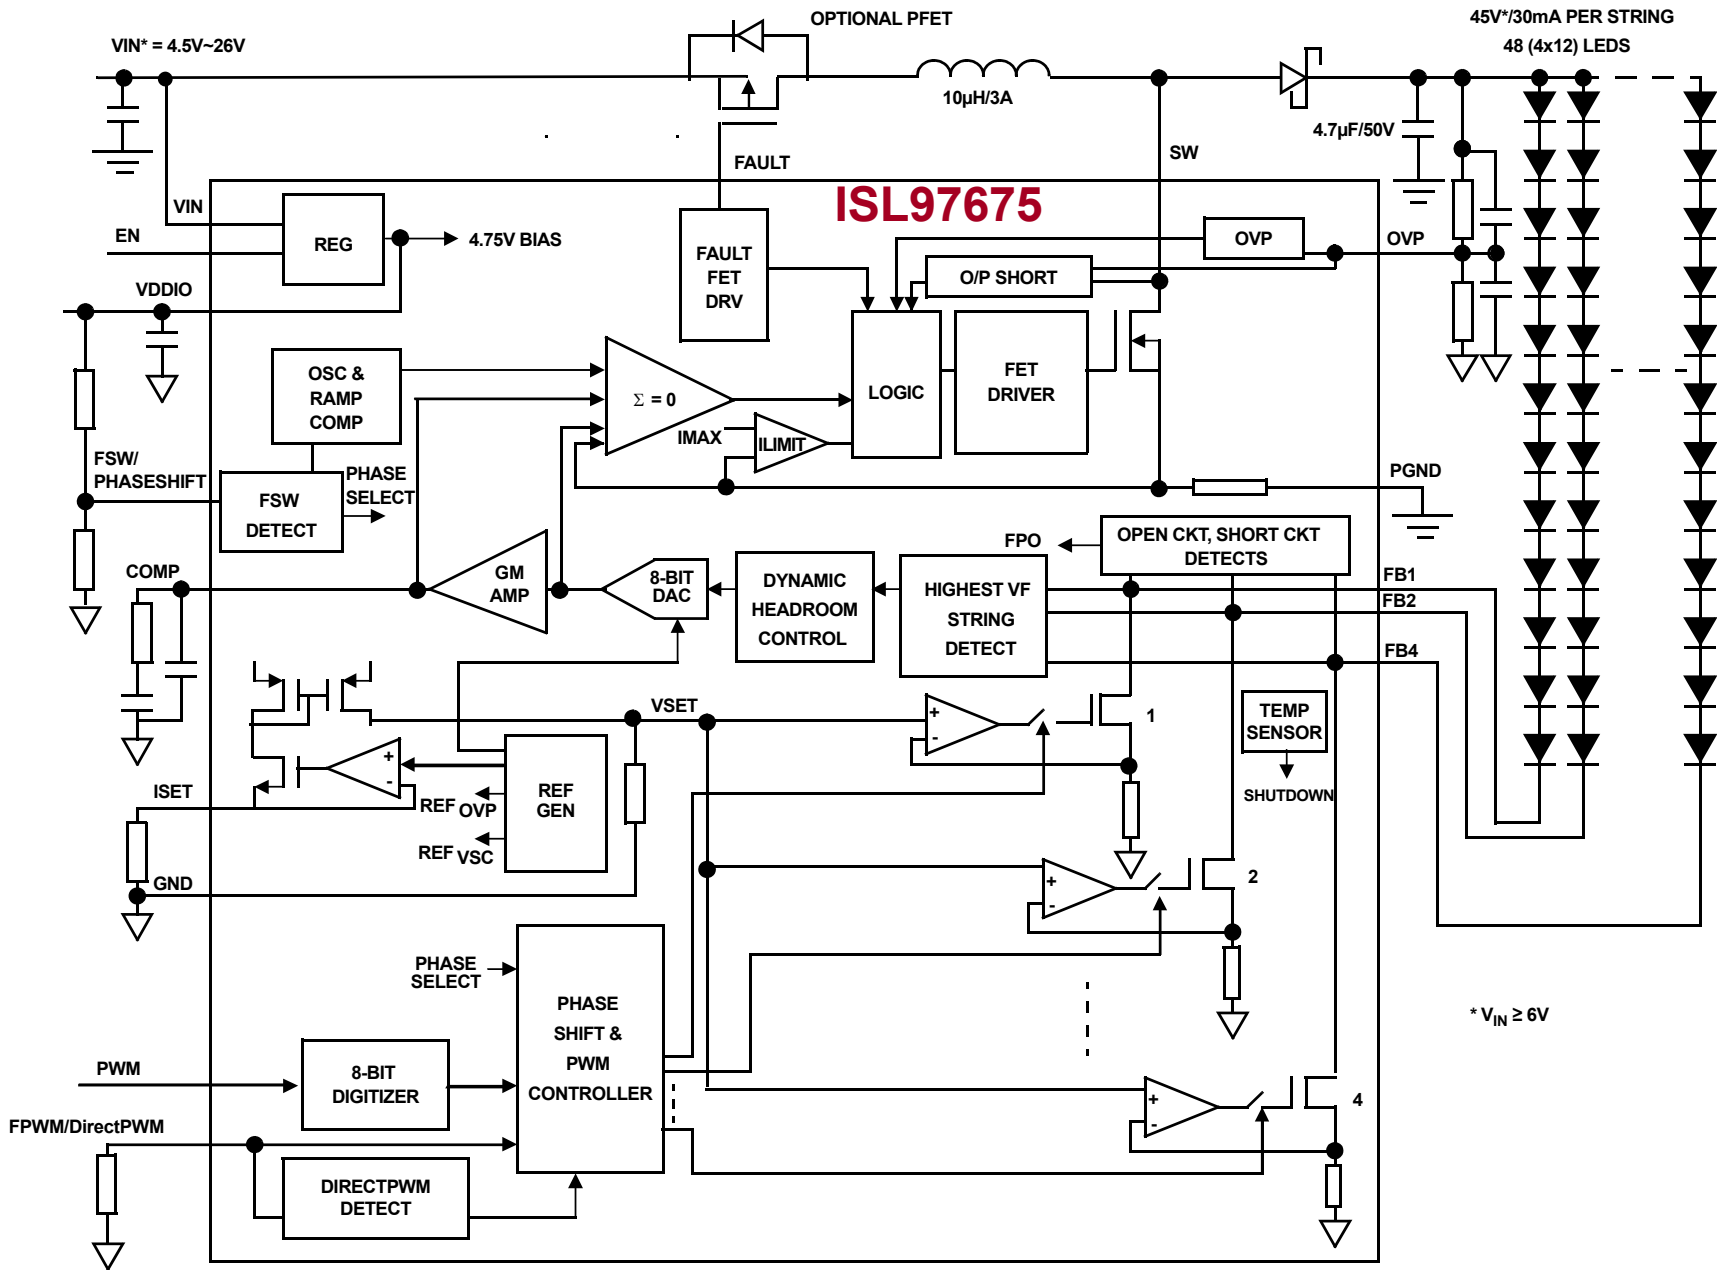 OPTIONAL PFET
45V*/30mA PER STRING
48 (4x12) LEDS
VIN* = 4.5V~26V
10µH/3A
4.7µF/50V
FAULT
SW
ISL97675
VIN
EN
REG
4.75V BIAS
FAULT
FET
DRV
OVP
OVP
O/P SHORT
VDDIO
OSC &
RAMP
COMP
Σ = 0
LOGIC
FET
DRIVER
IMAX
ILIMIT
FSW/
PHASESHIFT
PHASE
SELECT
FSW
DETECT
PGND
FPO
OPEN CKT, SHORT CKT
DETECTS
COMP
GM
AMP
8-BIT
DAC
DYNAMIC
HEADROOM
CONTROL
HIGHEST VF
STRING
DETECT
FB1
FB2
FB4
VSET
+
-
1
TEMP
SENSOR
SHUTDOWN
+
-
ISET
REF OVP
REF VSC
REF
GEN
GND
+
-
2
PHASE
SELECT
PHASE
SHIFT &
PWM
CONTROLLER
* VIN ≥ 6V
PWM
8-BIT
DIGITIZER
+
-
4
FPWM/DirectPWM
DIRECTPWM
DETECT